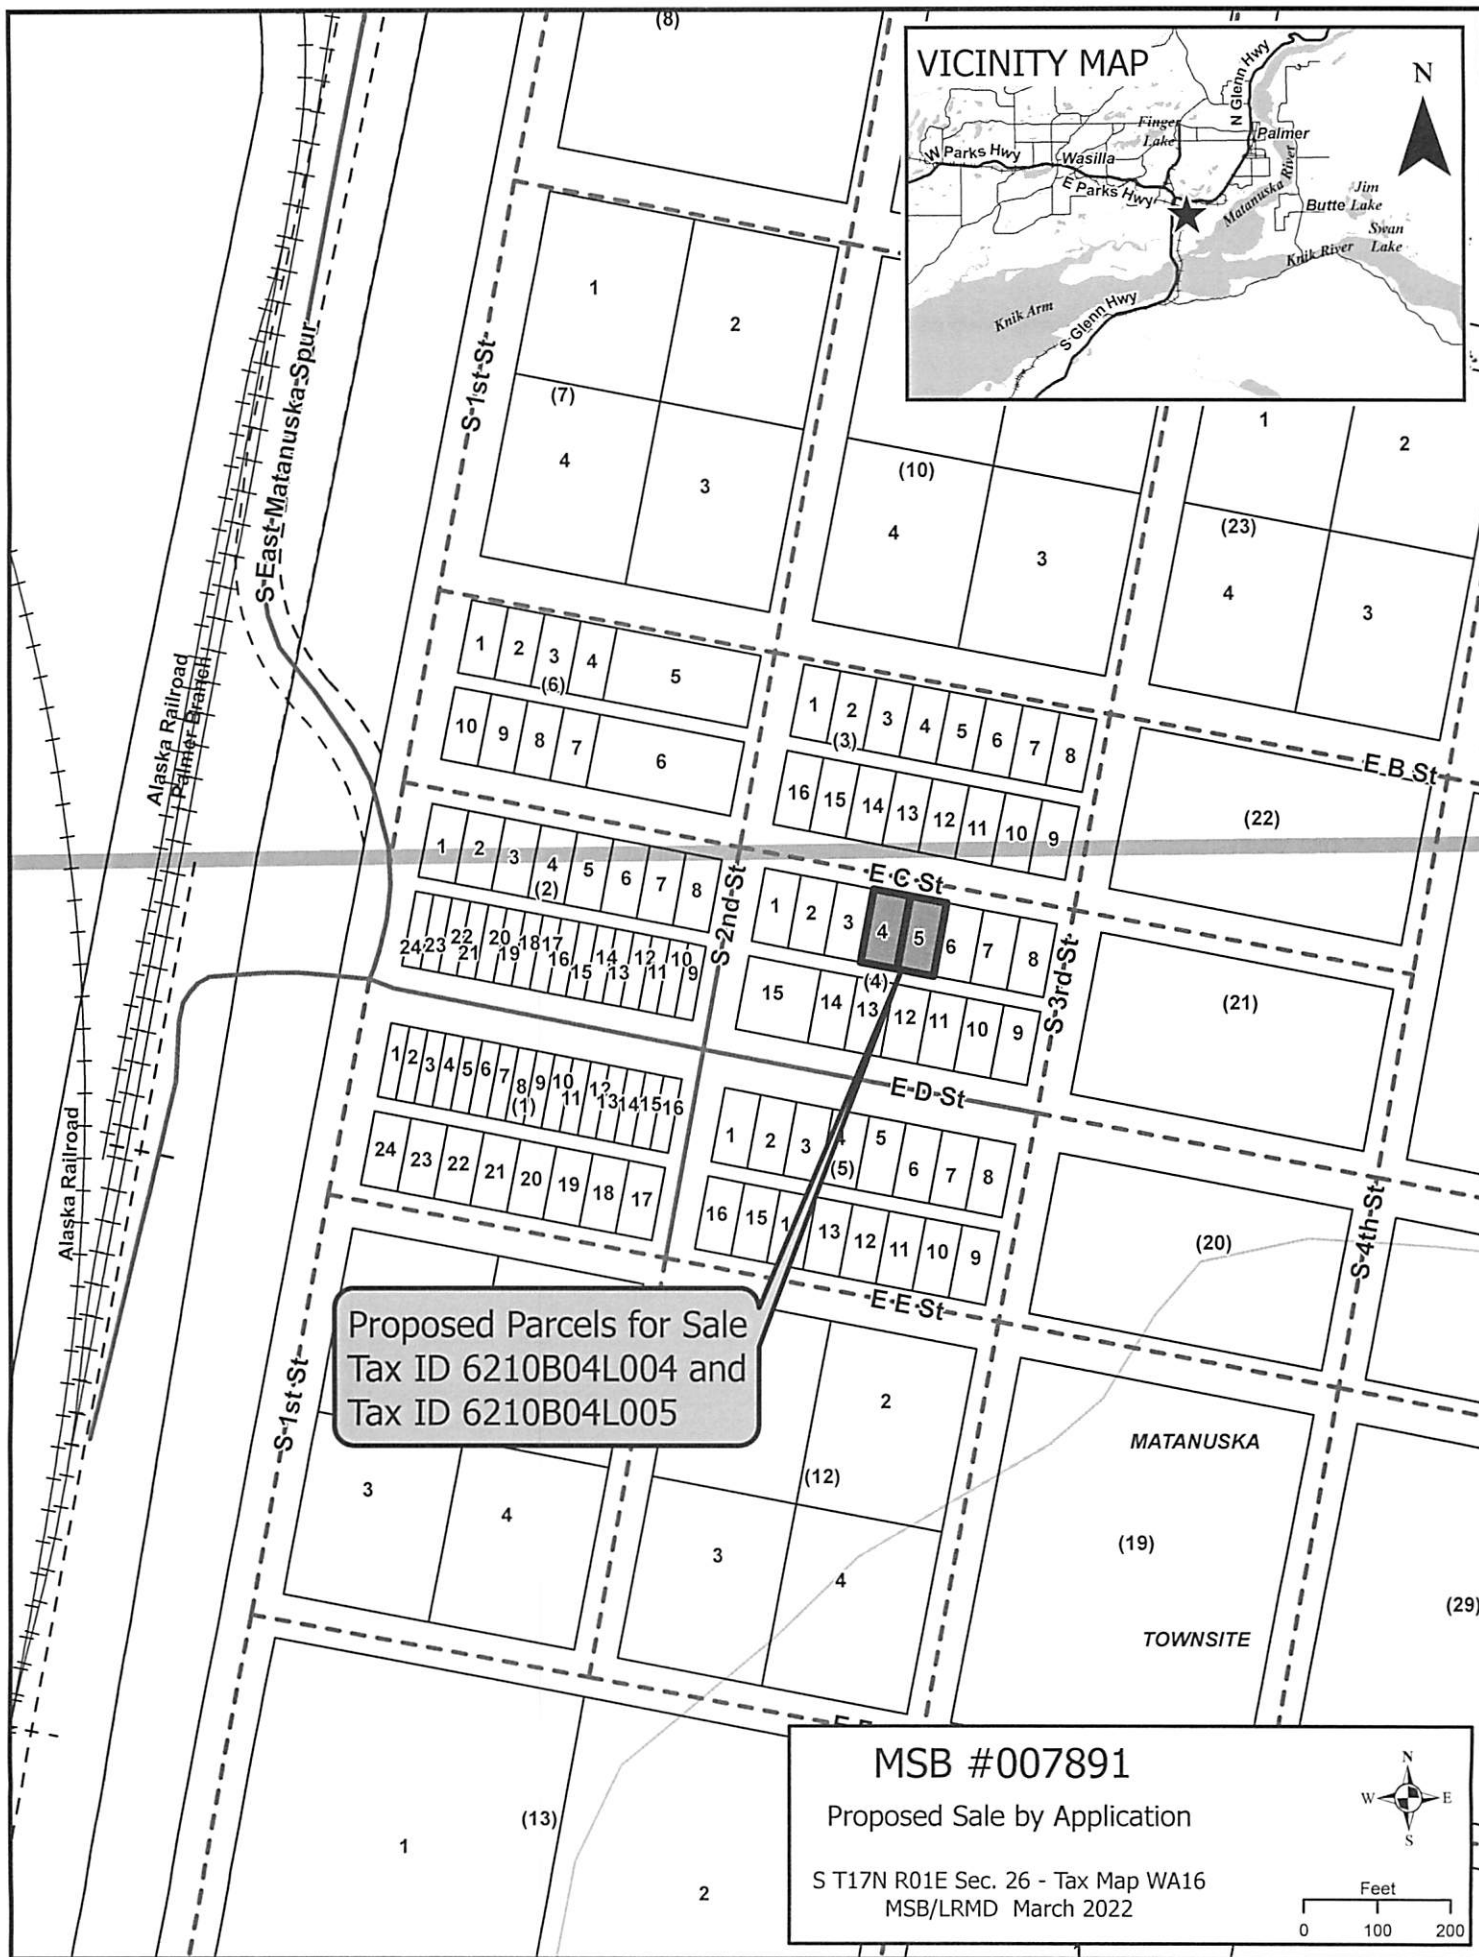 (8)
VICINITY MAP
N
N Glenn Hwy
Finger
Lake
Palmer
W Parks Hwy
Wasilla
E Parks Hwy
Matanuska River
Jim
Lake
Butte
Swan
Lake
Knik River
Knik Arm
S Glenn Hwy
S East Matanuska Spur
S 1st St
1
2
(7)
4
3
(10)
4
3
1
2
(23)
4
3
Alaska Railroad
Palmer Branch
1 2 3 4 5
(6)
10 9 8 7 6
1 2 3 4 5 6 7 8
(3)
16 15 14 13 12 11 10 9
E B St
(22)
1 2 3 4 5 6 7 8
(2)
24 23 22 21 20 19 18 17 16 15 14 13 12 11 10 9
S 2nd St
E C St
1 2 3 4 5 6 7 8
(4)
15 14 13 12 11 10 9
S 3rd St
(21)
E D St
1 2 3 4 5 6 7 8 9 10 11 12 13 14 15 16
(1)
24 23 22 21 20 19 18 17
1 2 3 4 5 6 7 8
(5)
16 15 13 12 11 10 9
E E St
(20)
S 4th St
Alaska Railroad
Proposed Parcels for Sale
Tax ID 6210B04L004 and
Tax ID 6210B04L005
S 1st St
3
4
2
(12)
3
4
MATANUSKA
(19)
TOWNSITE
(29)
(13)
1
2
MSB #007891
Proposed Sale by Application
S T17N R01E Sec. 26 - Tax Map WA16
MSB/LRMD March 2022
N
W E
S
Feet
0 100 200